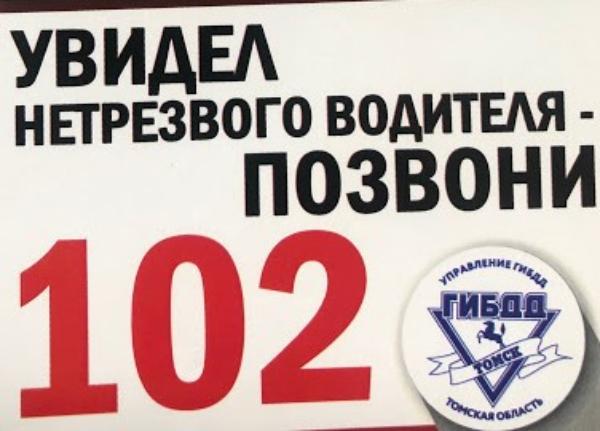 УВИДЕЛ
НЕТРЕЗВОГО ВОДИТЕЛЯ -
ПОЗВОНИ
102
УПРАВЛЕНИЕ ГИБДД
ГИБДД
ТОМСК
ТОМСКАЯ ОБЛАСТЬ